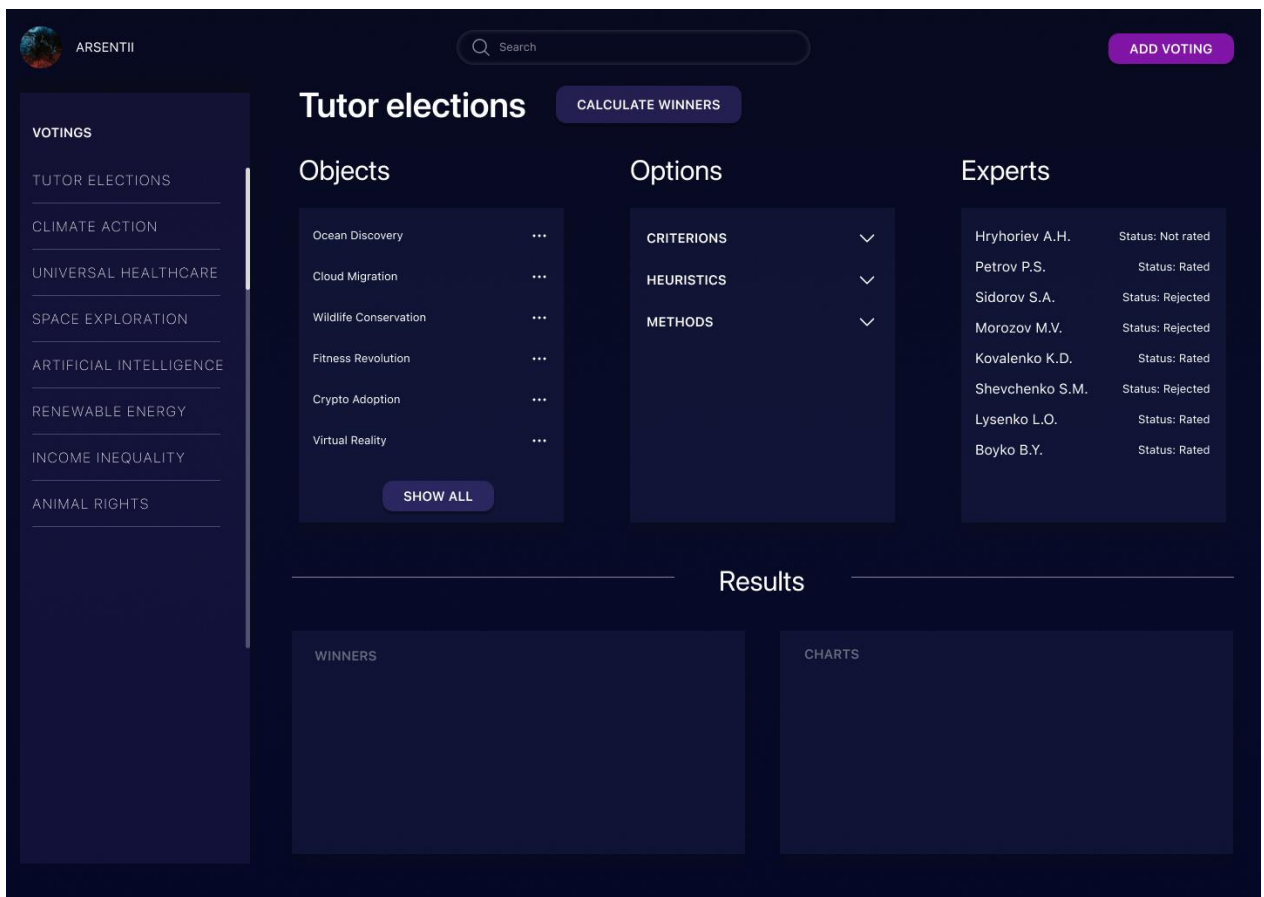 ARSENTII
Search
ADD VOTING
VOTINGS
TUTOR ELECTIONS
CLIMATE ACTION
UNIVERSAL HEALTHCARE
SPACE EXPLORATION
ARTIFICIAL INTELLIGENCE
RENEWABLE ENERGY
INCOME INEQUALITY
ANIMAL RIGHTS
Tutor elections
CALCULATE WINNERS
Objects
Ocean Discovery
Cloud Migration
Wildlife Conservation
Fitness Revolution
Crypto Adoption
Virtual Reality
SHOW ALL
Options
CRITERIONS
HEURISTICS
METHODS
Experts
Hryhoriev A.H. Status: Not rated
Petrov P.S. Status: Rated
Sidorov S.A. Status: Rejected
Morozov M.V. Status: Rejected
Kovalenko K.D. Status: Rated
Shevchenko S.M. Status: Rejected
Lysenko L.O. Status: Rated
Boyko B.Y. Status: Rated
Results
WINNERS
CHARTS